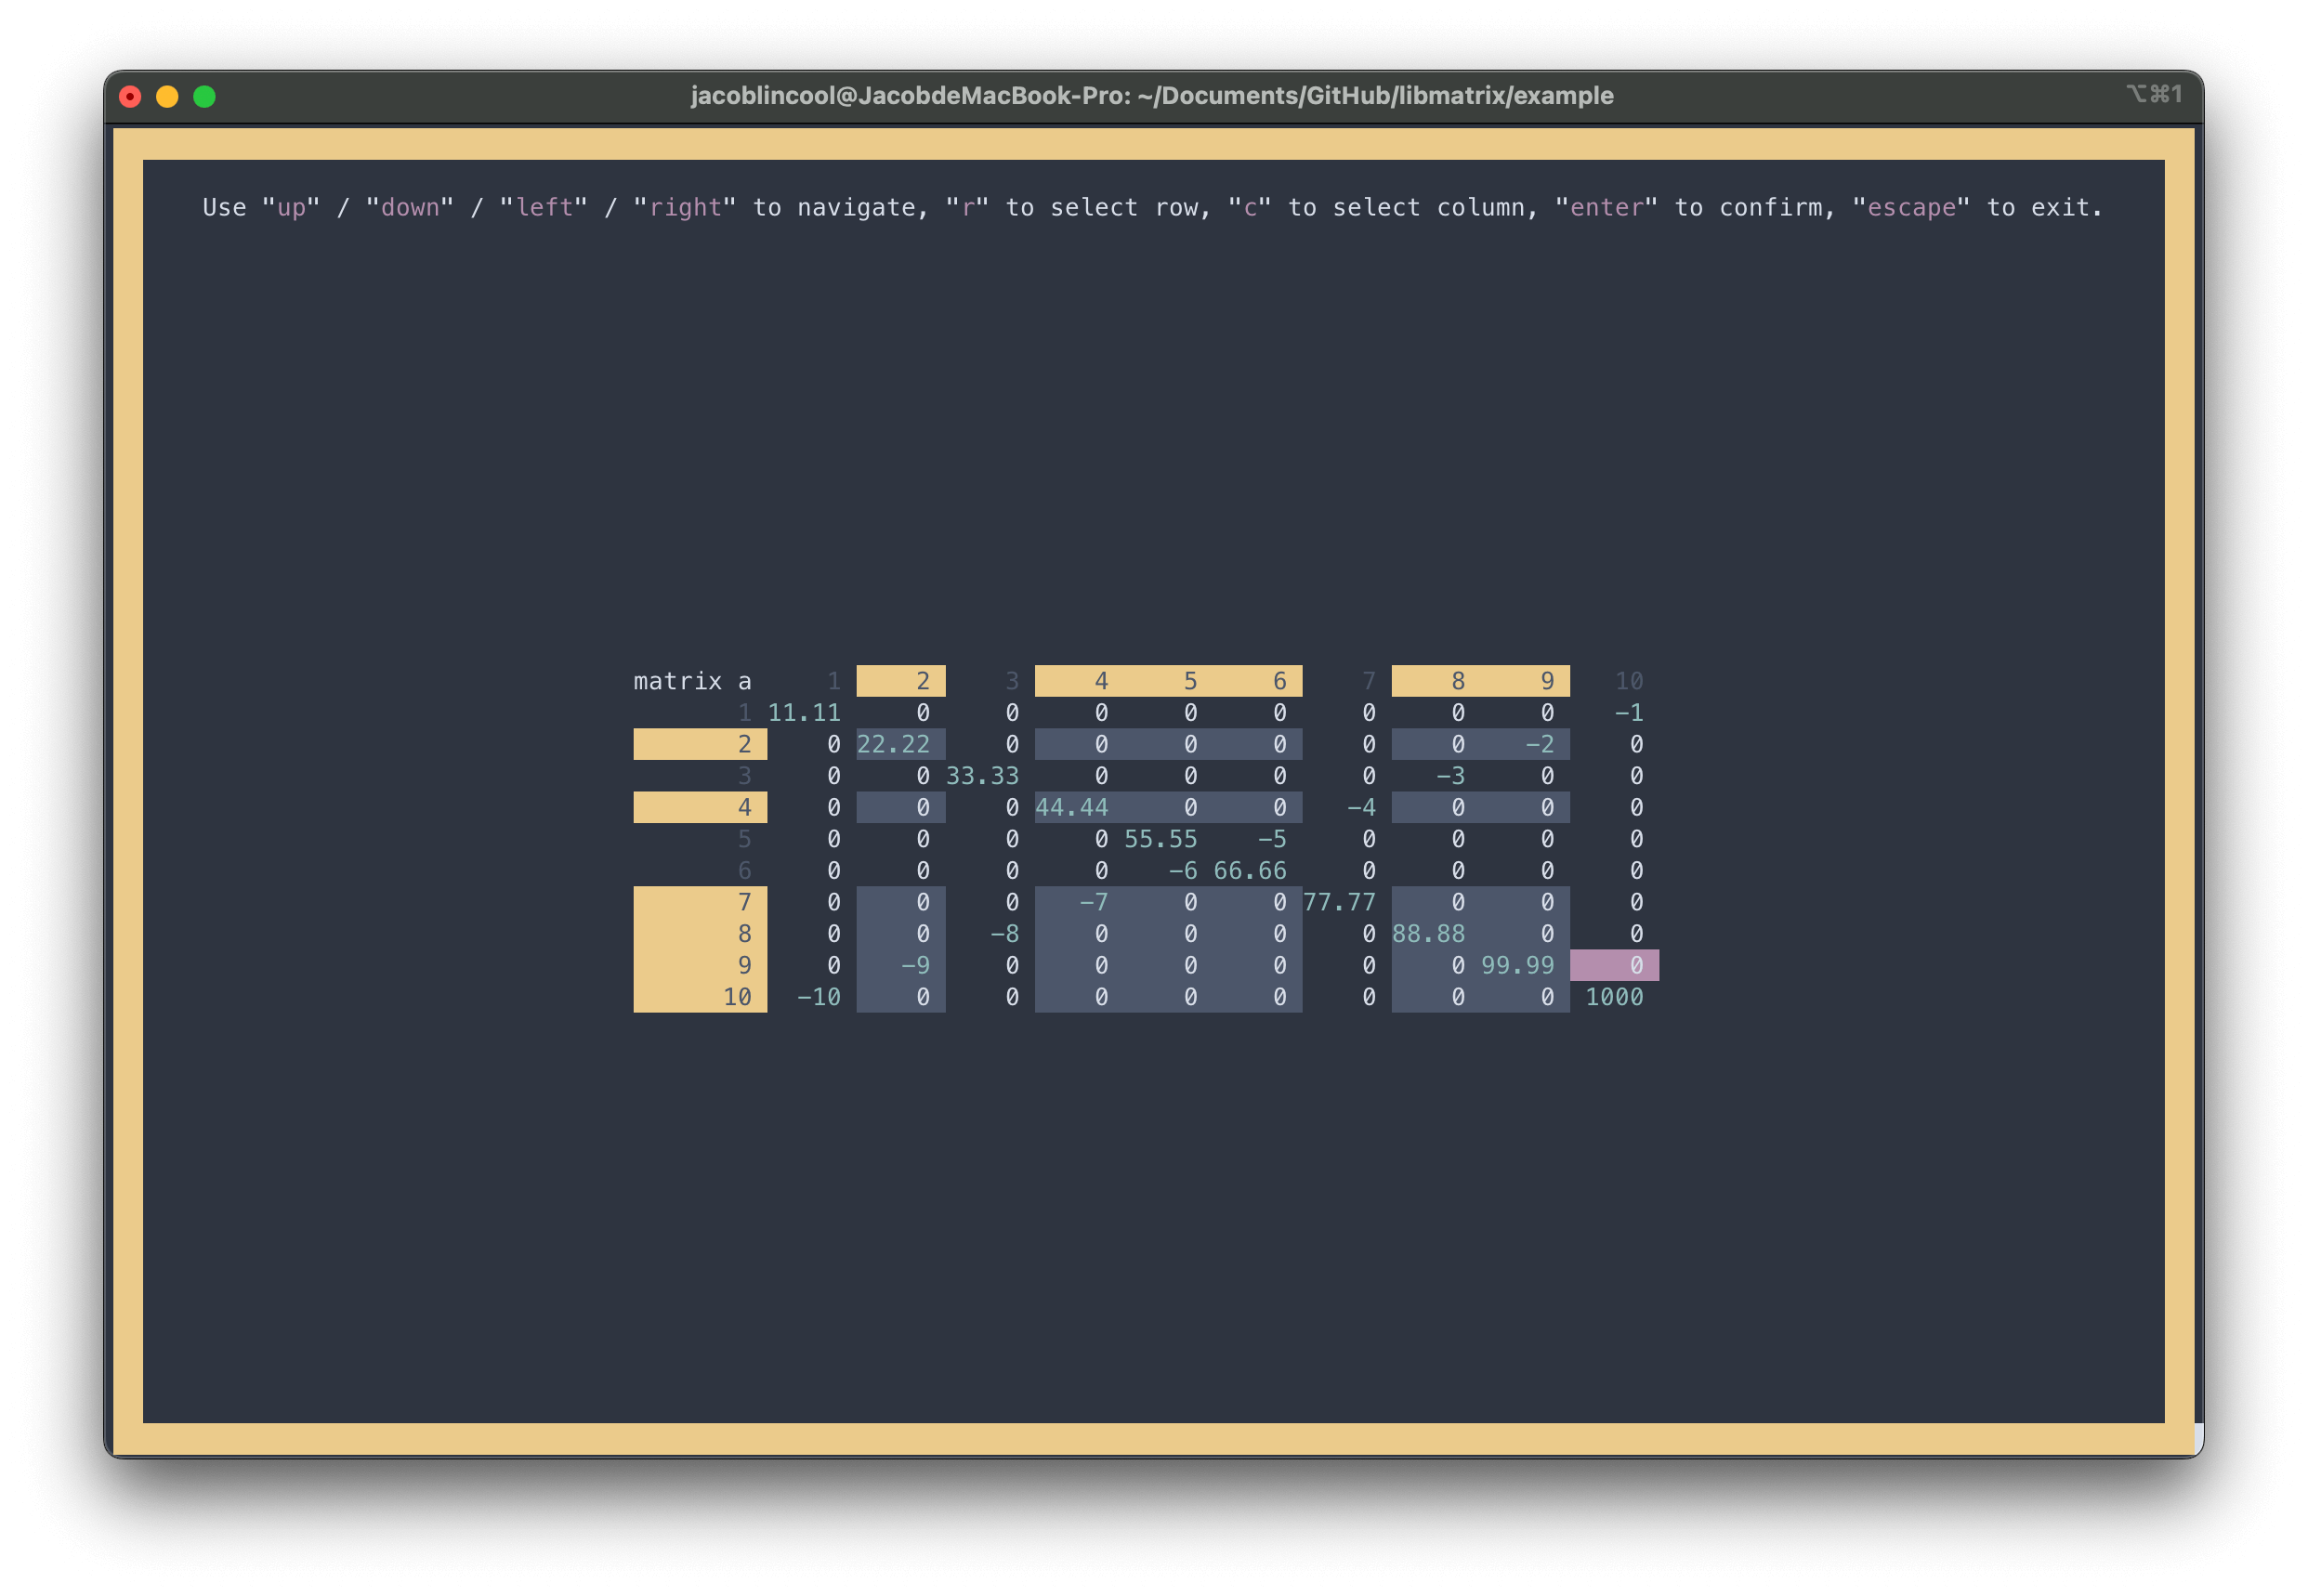 jacoblincool@JacobdeMacBook-Pro: ~/Documents/GitHub/libmatrix/example ⌥⌘1
Use "up" / "down" / "left" / "right" to navigate, "r" to select row, "c" to select column, "enter" to confirm, "escape" to exit.
matrix a 1 2 3 4 5 6 7 8 9 10
1 11.11 0 0 0 0 0 0 0 0 -1
2 0 22.22 0 0 0 0 0 0 -2 0
3 0 0 33.33 0 0 0 0 -3 0 0
4 0 0 0 44.44 0 0 -4 0 0 0
5 0 0 0 0 55.55 -5 0 0 0 0
6 0 0 0 0 -6 66.66 0 0 0 0
7 0 0 0 -7 0 0 77.77 0 0 0
8 0 0 -8 0 0 0 0 88.88 0 0
9 0 -9 0 0 0 0 0 0 99.99 0
10 -10 0 0 0 0 0 0 0 0 1000